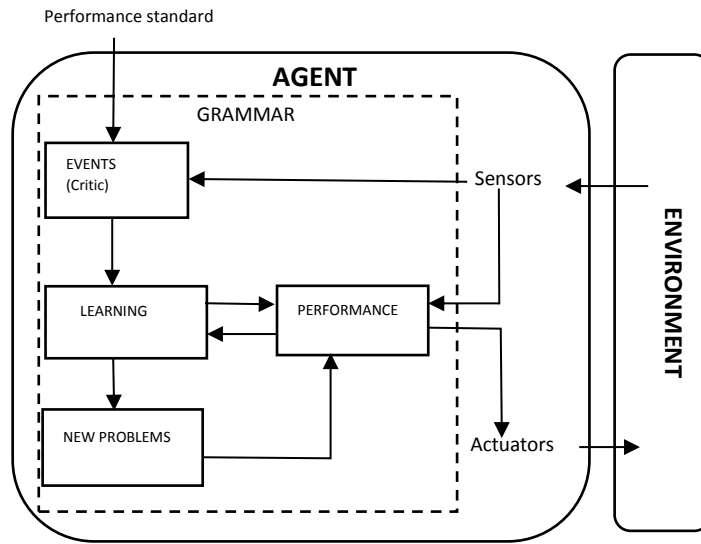 Performance standard
AGENT
GRAMMAR
EVENTS
(Critic)
Sensors
LEARNING
PERFORMANCE
NEW PROBLEMS
Actuators
ENVIRONMENT